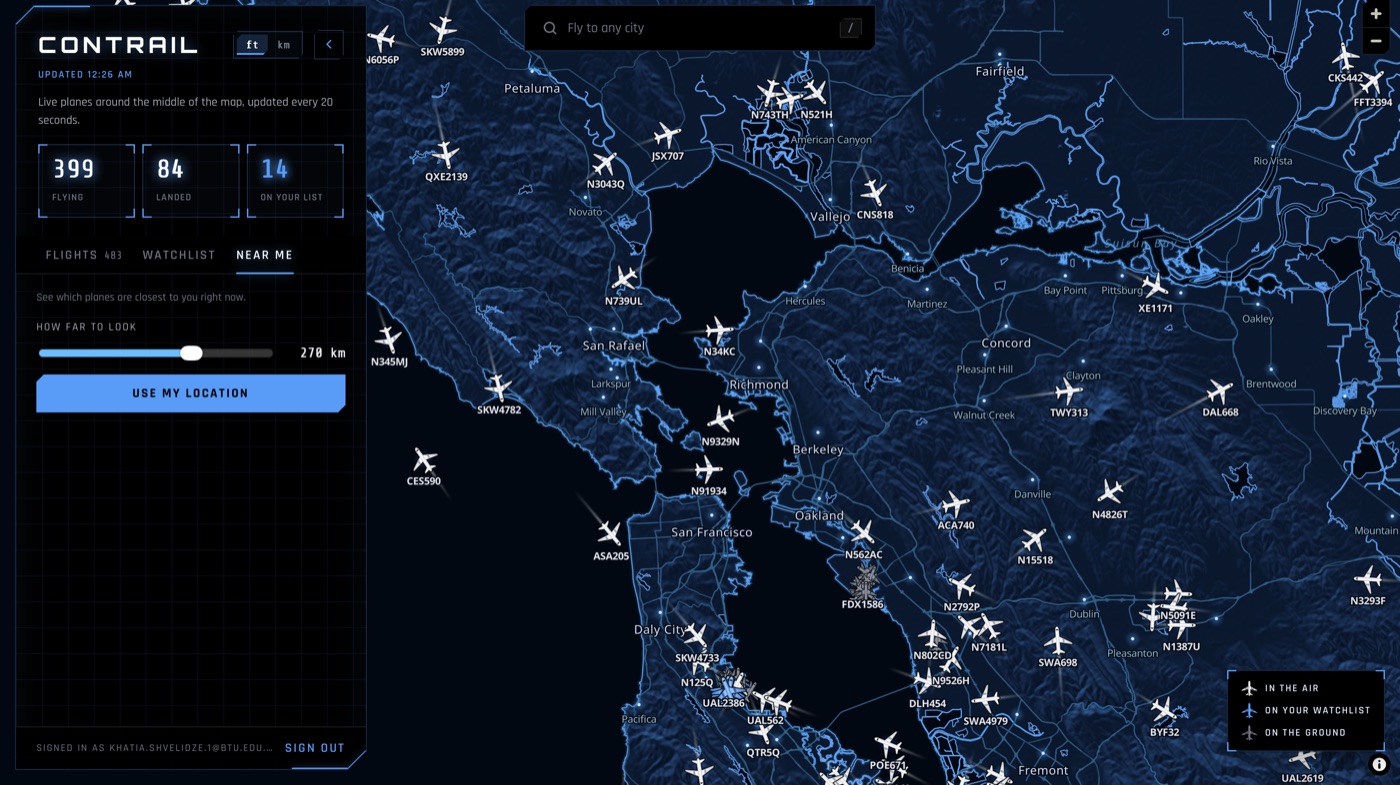 CONTRAIL
ft km
UPDATED 12:26 AM
Live planes around the middle of the map, updated every 20
seconds.
399
FLYING
84
LANDED
14
ON YOUR LIST
FLIGHTS 483
WATCHLIST
NEAR ME
See which planes are closest to you right now.
HOW FAR TO LOOK
270 km
USE MY LOCATION
SIGNED IN AS KHATIA.SHVELIDZE.1@BTU.EDU....
SIGN OUT
Fly to any city
/
+
−
N6056P
SKW5899
Petaluma
Fairfield
CKS442
FFT3394
N743TH
N521H
American Canyon
JSX707
Rio Vista
QXE2139
N3043Q
Novato
Vallejo
CNS818
Suisun Bay
Benicia
N739UL
Hercules
Martinez
Bay Point
Pittsburg
XE1171
Oakley
San Rafael
N34KC
Concord
N345MJ
Pleasant Hill
Clayton
Larkspur
Richmond
Brentwood
SKW4782
Mill Valley
Walnut Creek
TWY313
DAL668
Discovery Bay
N9329N
Berkeley
CES590
N91934
Danville
Oakland
N4826T
San Francisco
ACA740
Mountain
ASA205
N562AC
N15518
FDX1586
N2792P
N3293F
Dublin
N5091E
Daly City
SKW4733
N802CD
N7181L
SWA698
Pleasanton
N1387U
N125Q
N9526H
UAL2386
DLH454
UAL562
SWA4979
Pacifica
BYF32
QTR5Q
POE671
Fremont
UAL2619
IN THE AIR
ON YOUR WATCHLIST
ON THE GROUND